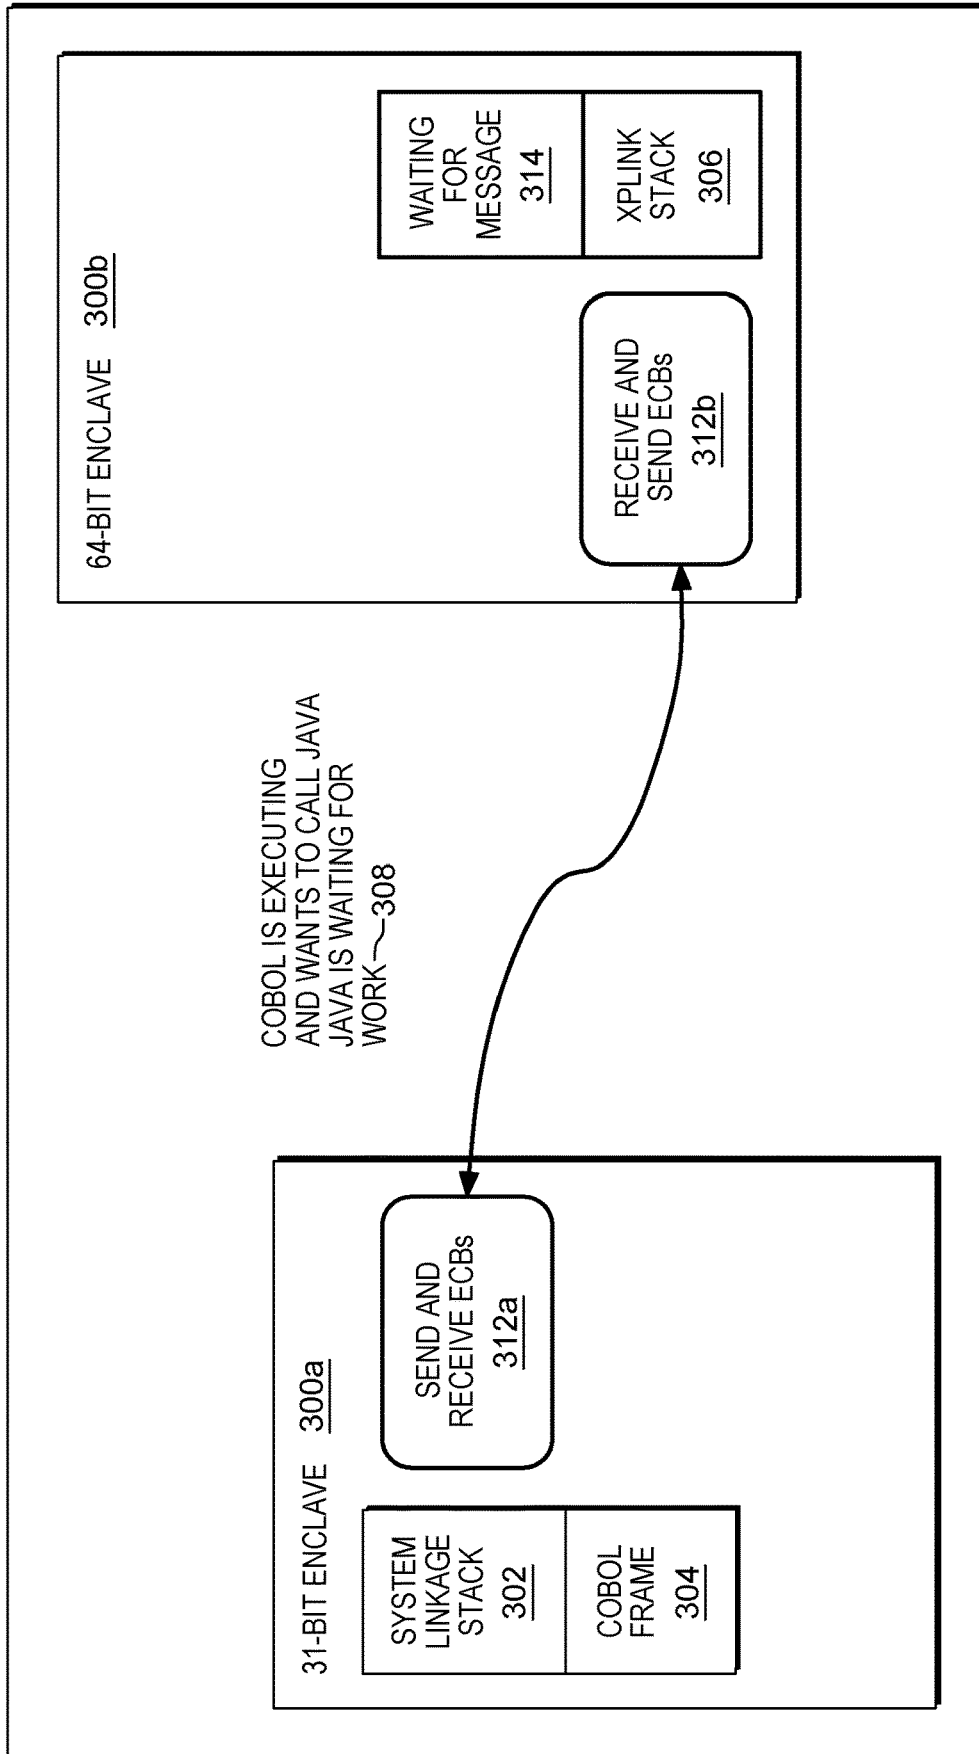 31-BIT ENCLAVE 300a
SYSTEM
LINKAGE
STACK
302
COBOL
FRAME
304
SEND AND
RECEIVE ECBs
312a
COBOL IS EXECUTING
AND WANTS TO CALL JAVA
JAVA IS WAITING FOR
WORK 308
64-BIT ENCLAVE 300b
RECEIVE AND
SEND ECBs
312b
WAITING
FOR
MESSAGE
314
XPLINK
STACK
306